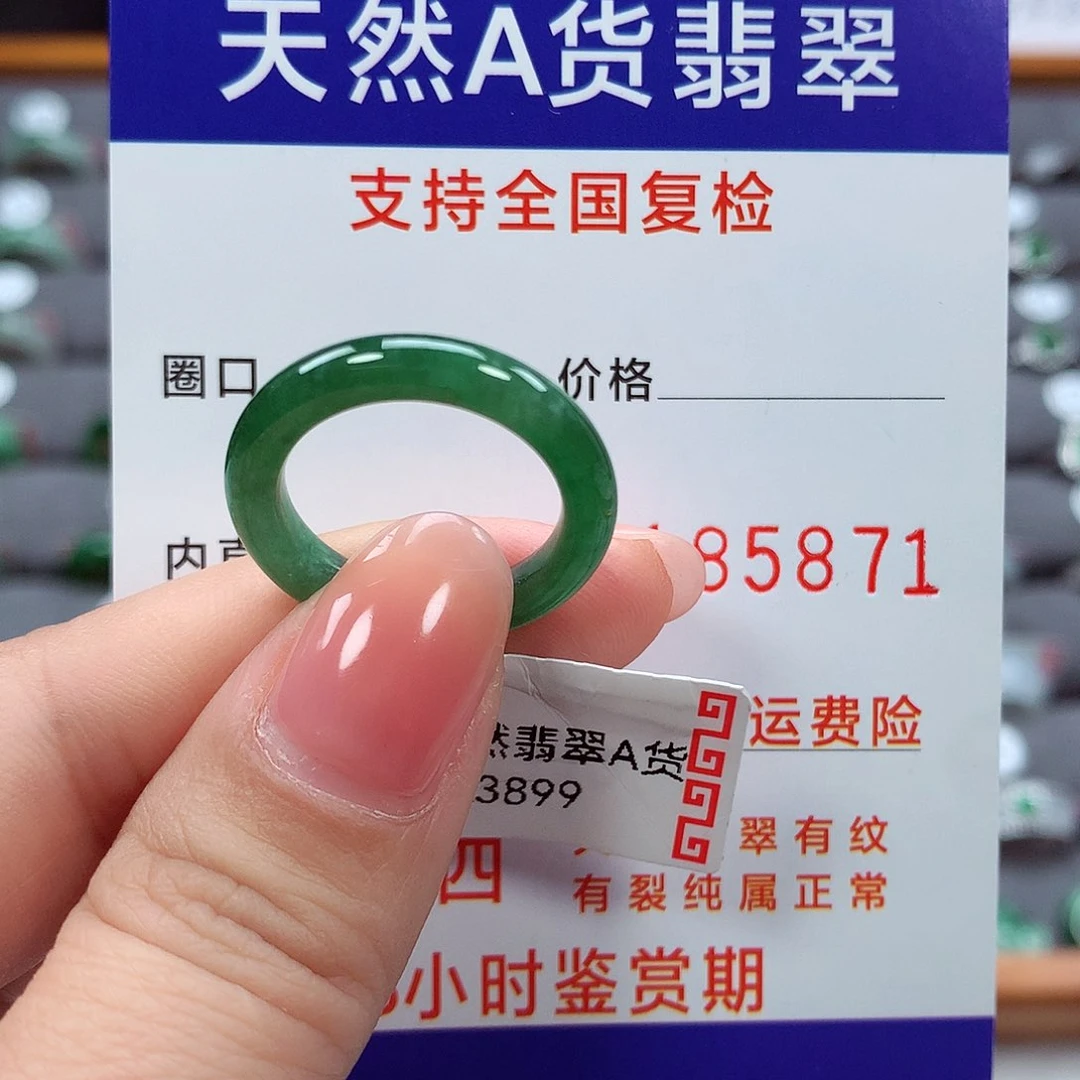 天然A货翡翠
支持全国复检
圈口 价格
内
85871
运费险
然翡翠A货
3899
四
翠有纹
有裂纯属正常
小时鉴赏期